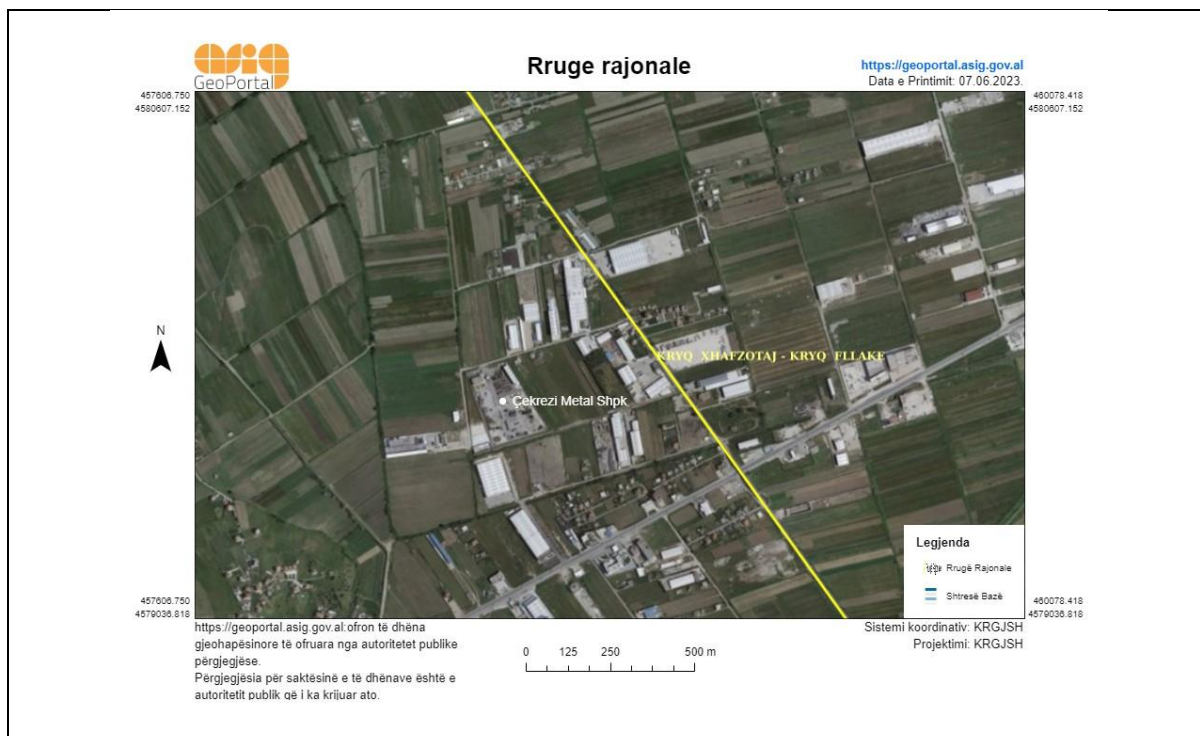 asig
GeoPortal
Rruge rajonale
https://geoportal.asig.gov.al
Data e Printimit: 07.06.2023.
457606.750
4580607.152
460078.418
4580607.152
N
KRYQ XHAFZOTAJ - KRYQ FLLAKE
Çekrezi Metal Shpk
Legjenda
Rrugë Rajonale
Shtresë Bazë
457606.750
4579036.818
460078.418
4579036.818
https://geoportal.asig.gov.al:ofron të dhëna
gjeohapësinore të ofruara nga autoritetet publike
përgjegjëse.
Përgjegjësia për saktësinë e të dhënave është e
autoritetit publik që i ka krijuar ato.
0 125 250 500 m
Sistemi koordinativ: KRGJSH
Projektimi: KRGJSH